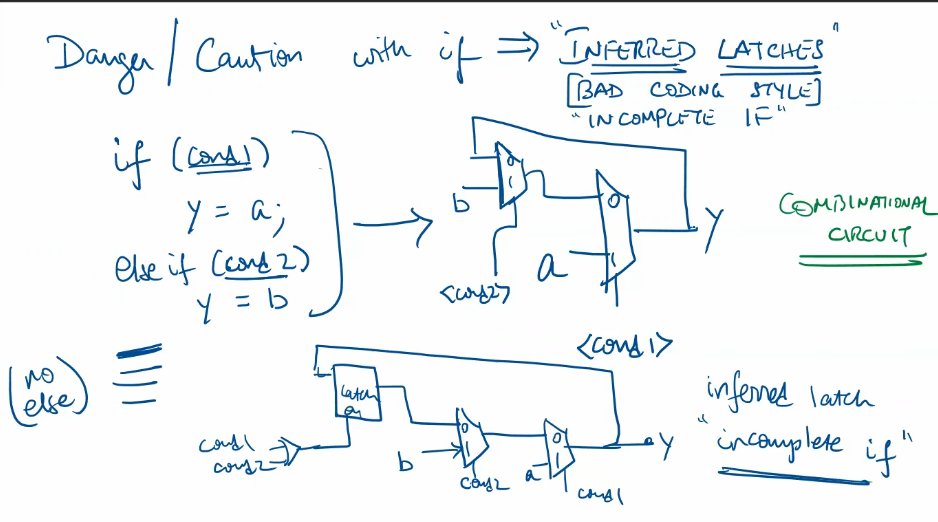 Danger / Caution with if ⇒ "INFERRED LATCHES"
[BAD CODING STYLE]
"INCOMPLETE IF"
if (cond1)
y = a;
else if (cond2)
y = b
(no else)
0
1
b
<cond2>
0
1
a
Y
<cond1>
COMBINATIONAL
CIRCUIT
latch
en
cond1
cond2
0
1
b
cond2
0
1
a
cond1
Y
inferred latch
"incomplete if"